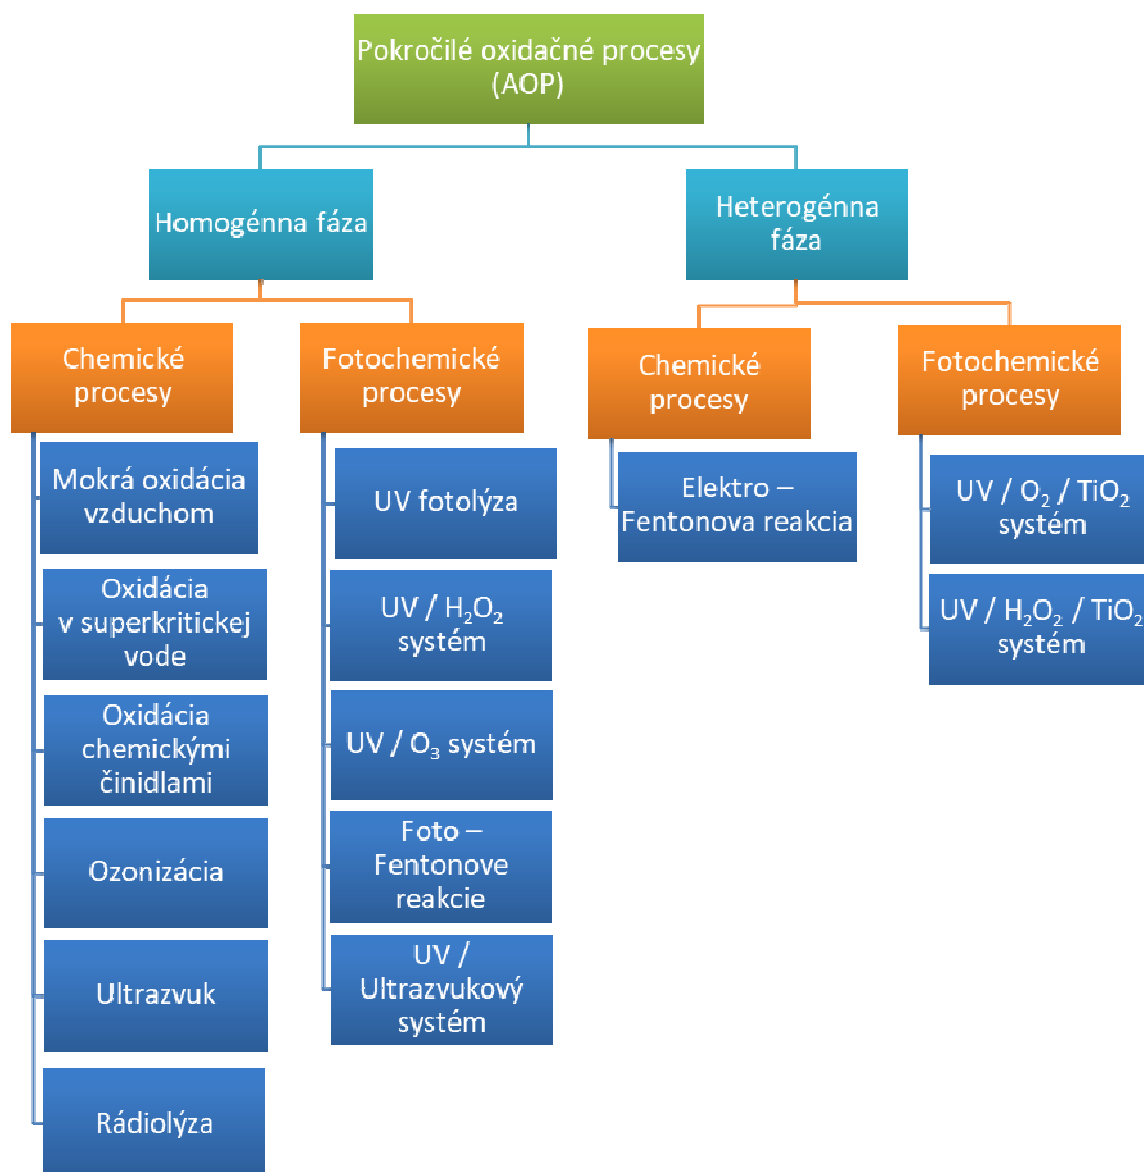 Pokročilé oxidačné procesy
(AOP)
Homogénna fáza
Heterogénna
fáza
Chemické
procesy
Fotochemické
procesy
Chemické
procesy
Fotochemické
procesy
Mokrá oxidácia
vzduchom
Oxidácia
v superkritickej
vode
Oxidácia
chemickými
činidlami
Ozonizácia
Ultrazvuk
Rádiolýza
UV fotolýza
UV / H₂O₂
systém
UV / O₃ systém
Foto –
Fentonove
reakcie
UV /
Ultrazvukový
systém
Elektro –
Fentonova reakcia
UV / O₂ / TiO₂
systém
UV / H₂O₂ / TiO₂
systém